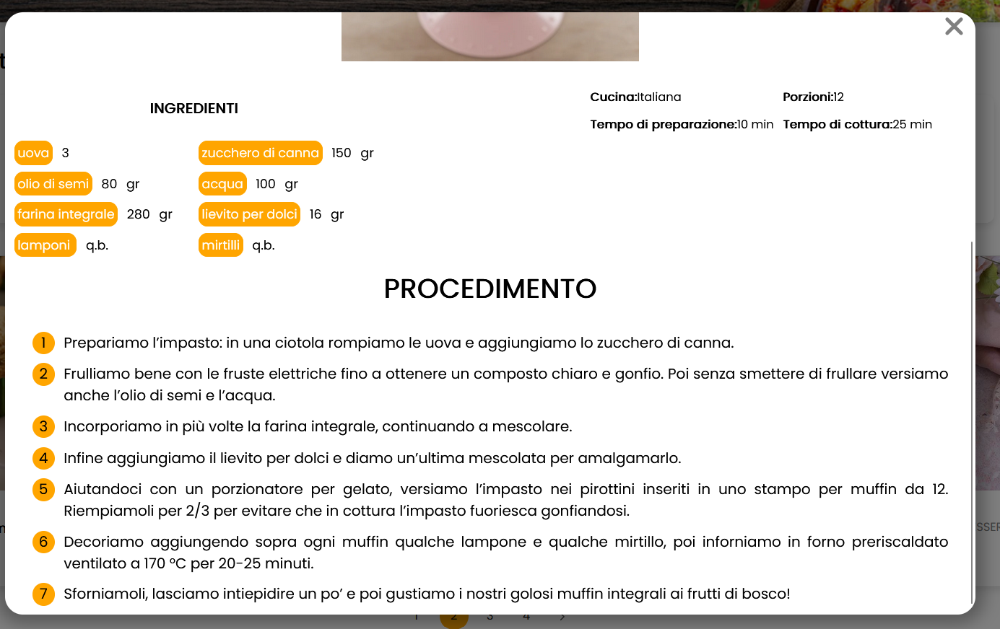 INGREDIENTI
Cucina:Italiana Porzioni:12
Tempo di preparazione:10 min Tempo di cottura:25 min
uova 3 zucchero di canna 150 gr
olio di semi 80 gr acqua 100 gr
farina integrale 280 gr lievito per dolci 16 gr
lamponi q.b. mirtilli q.b.
PROCEDIMENTO
1 Prepariamo l’impasto: in una ciotola rompiamo le uova e aggiungiamo lo zucchero di canna.
2 Frulliamo bene con le fruste elettriche fino a ottenere un composto chiaro e gonfio. Poi senza smettere di frullare versiamo
anche l’olio di semi e l’acqua.
3 Incorporiamo in più volte la farina integrale, continuando a mescolare.
4 Infine aggiungiamo il lievito per dolci e diamo un’ultima mescolata per amalgamarlo.
5 Aiutandoci con un porzionatore per gelato, versiamo l’impasto nei pirottini inseriti in uno stampo per muffin da 12.
Riempiamoli per 2/3 per evitare che in cottura l’impasto fuoriesca gonfiandosi.
6 Decoriamo aggiungendo sopra ogni muffin qualche lampone e qualche mirtillo, poi inforniamo in forno preriscaldato
ventilato a 170 °C per 20-25 minuti.
7 Sforniamoli, lasciamo intiepidire un po’ e poi gustiamo i nostri golosi muffin integrali ai frutti di bosco!
1 2 3 4 >